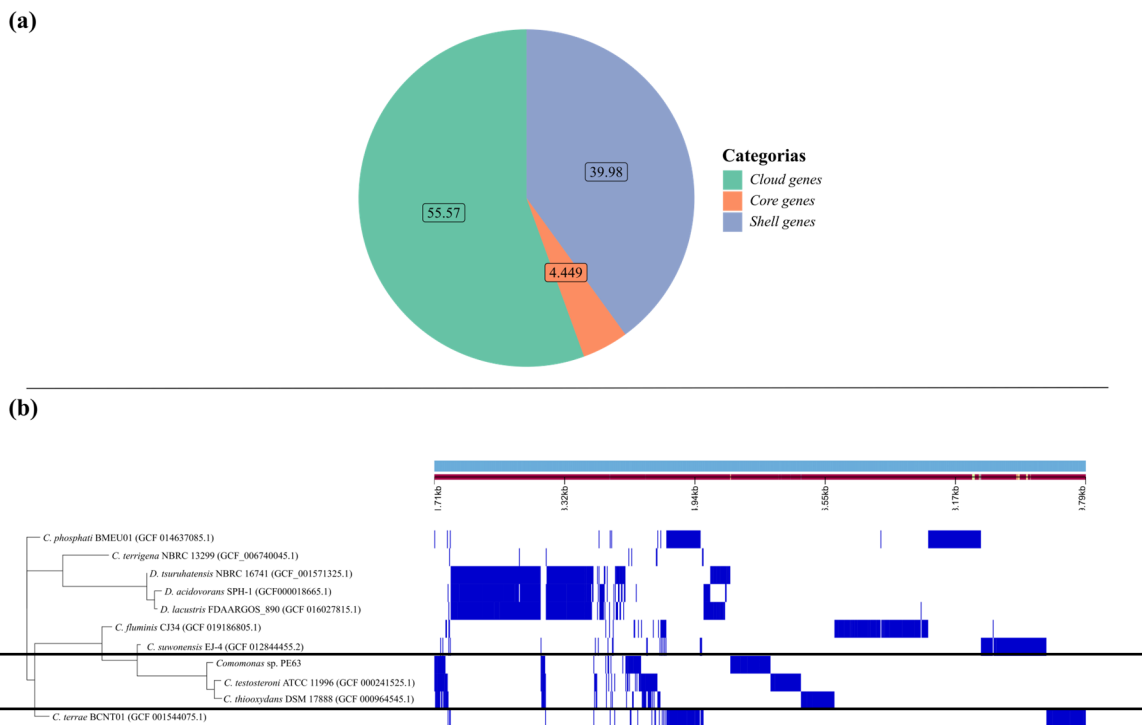 (a)
39.98
55.57
4.449
Categorias
Cloud genes
Core genes
Shell genes
(b)
C. phosphati BMEU01 (GCF 014637085.1)
C. terrigena NBRC 13299 (GCF_006740045.1)
D. tsuruhatensis NBRC 16741 (GCF_001571325.1)
D. acidovorans SPH-1 (GCF000018665.1)
D. lacustris FDAARGOS_890 (GCF 016027815.1)
C. fluminis CJ34 (GCF 019186805.1)
C. suwonensis EJ-4 (GCF 012844455.2)
Comomonas sp. PE63
C. testosteroni ATCC 11996 (GCF 000241525.1)
C. thiooxydans DSM 17888 (GCF 000964545.1)
C. terrae BCNT01 (GCF 001544075.1)